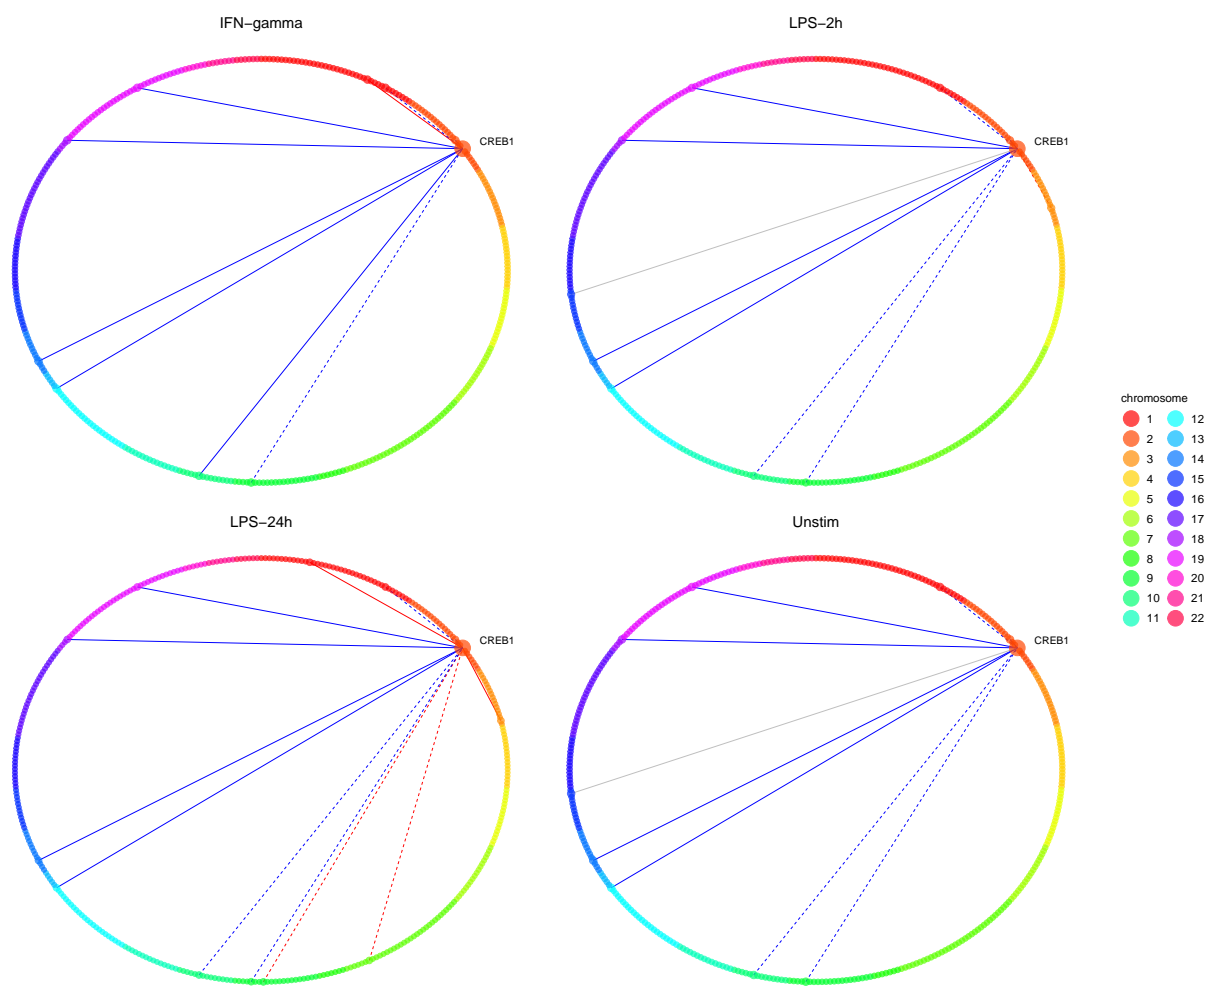 IFN−gamma
LPS−2h
CREB1
CREB1
LPS−24h
Unstim
CREB1
CREB1
chromosome
1 12
2 13
3 14
4 15
5 16
6 17
7 18
8 19
9 20
10 21
11 22